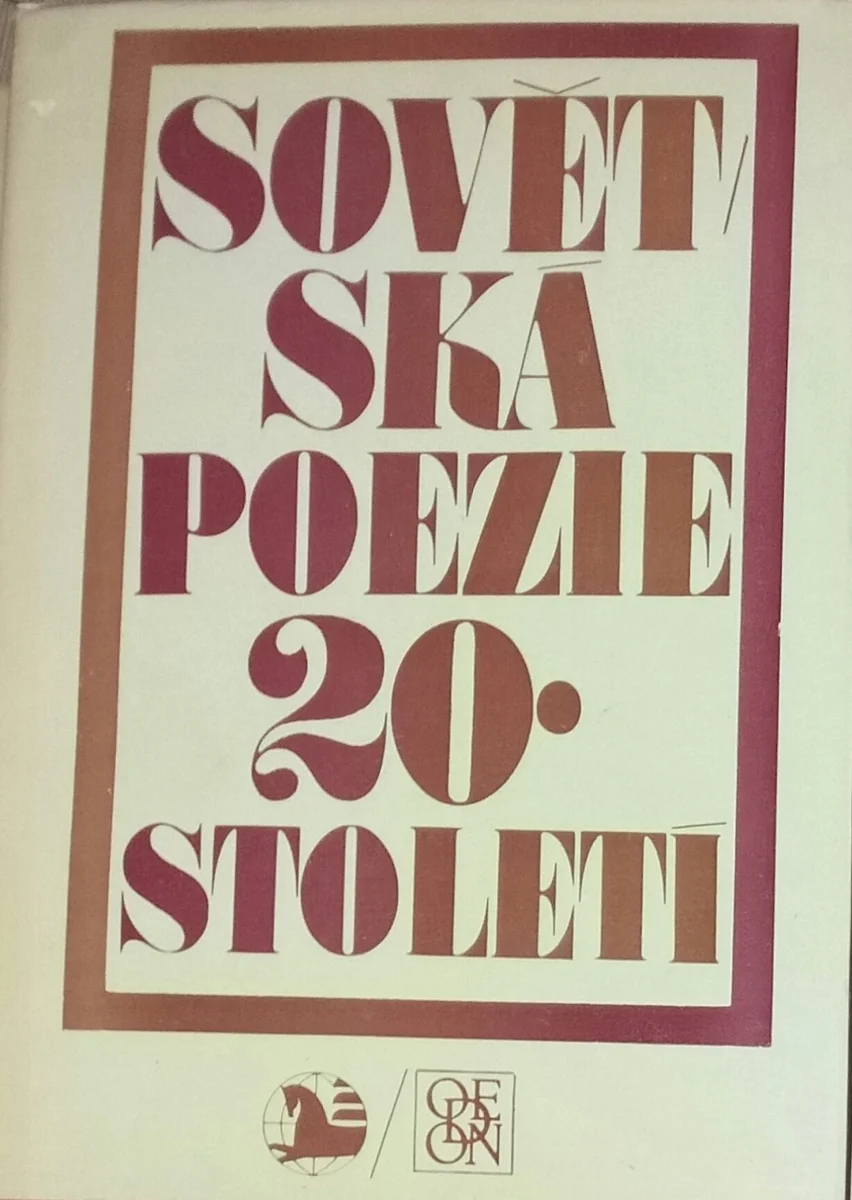 SOVĚT/
SKÁ
POEZIE
20.
STOLETÍ
ODEON